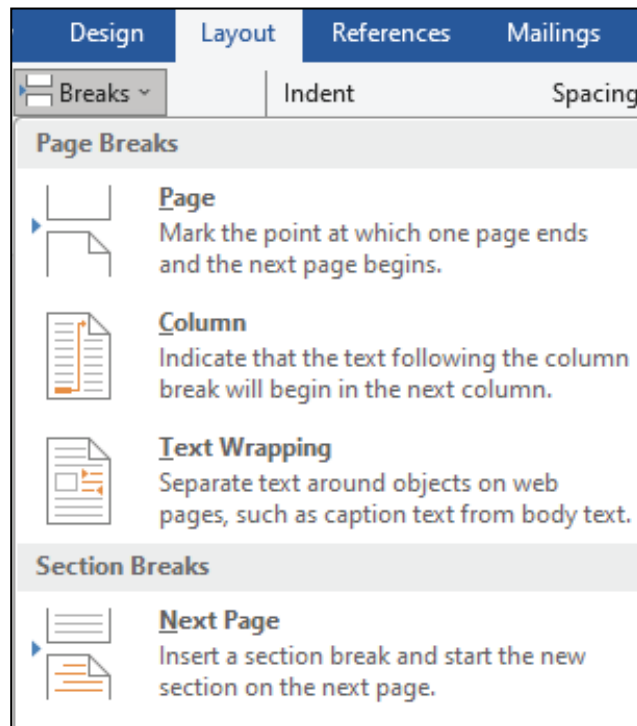 Design Layout References Mailings
Breaks Indent Spacing
Page Breaks
Page
Mark the point at which one page ends
and the next page begins.
Column
Indicate that the text following the column
break will begin in the next column.
Text Wrapping
Separate text around objects on web
pages, such as caption text from body text.
Section Breaks
Next Page
Insert a section break and start the new
section on the next page.